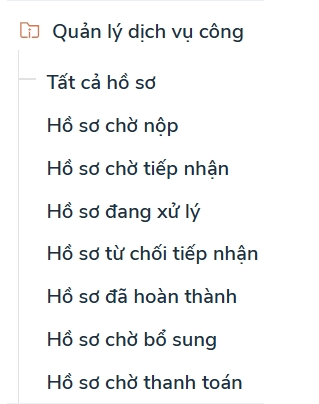 Quản lý dịch vụ công
Tất cả hồ sơ
Hồ sơ chờ nộp
Hồ sơ chờ tiếp nhận
Hồ sơ đang xử lý
Hồ sơ từ chối tiếp nhận
Hồ sơ đã hoàn thành
Hồ sơ chờ bổ sung
Hồ sơ chờ thanh toán